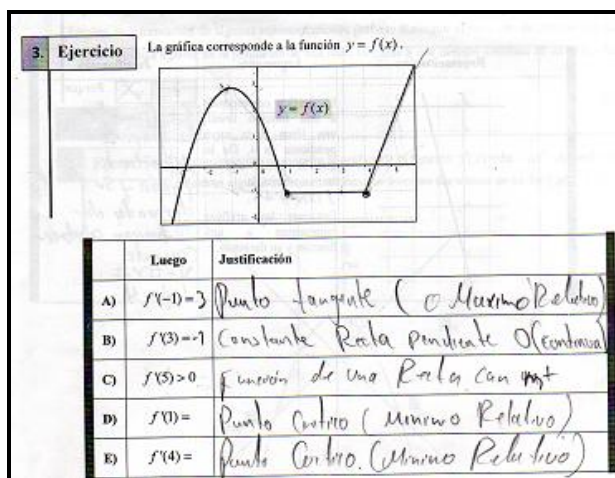 3. Ejercicio La gráfica corresponde a la función y = f(x).
y = f(x)
Luego Justificación
A) f'(-1) = 3 Punto tangente. ( o Maximo Relativo)
B) f'(3) = -1 Constante Recta pendiente 0 (continua)
C) f'(5) > 0 Función de una Recta con m+
D) f'(1) = Punto Critico ( Minimo Relativo)
E) f'(4) = Punto Critico. (Minimo Relativo)